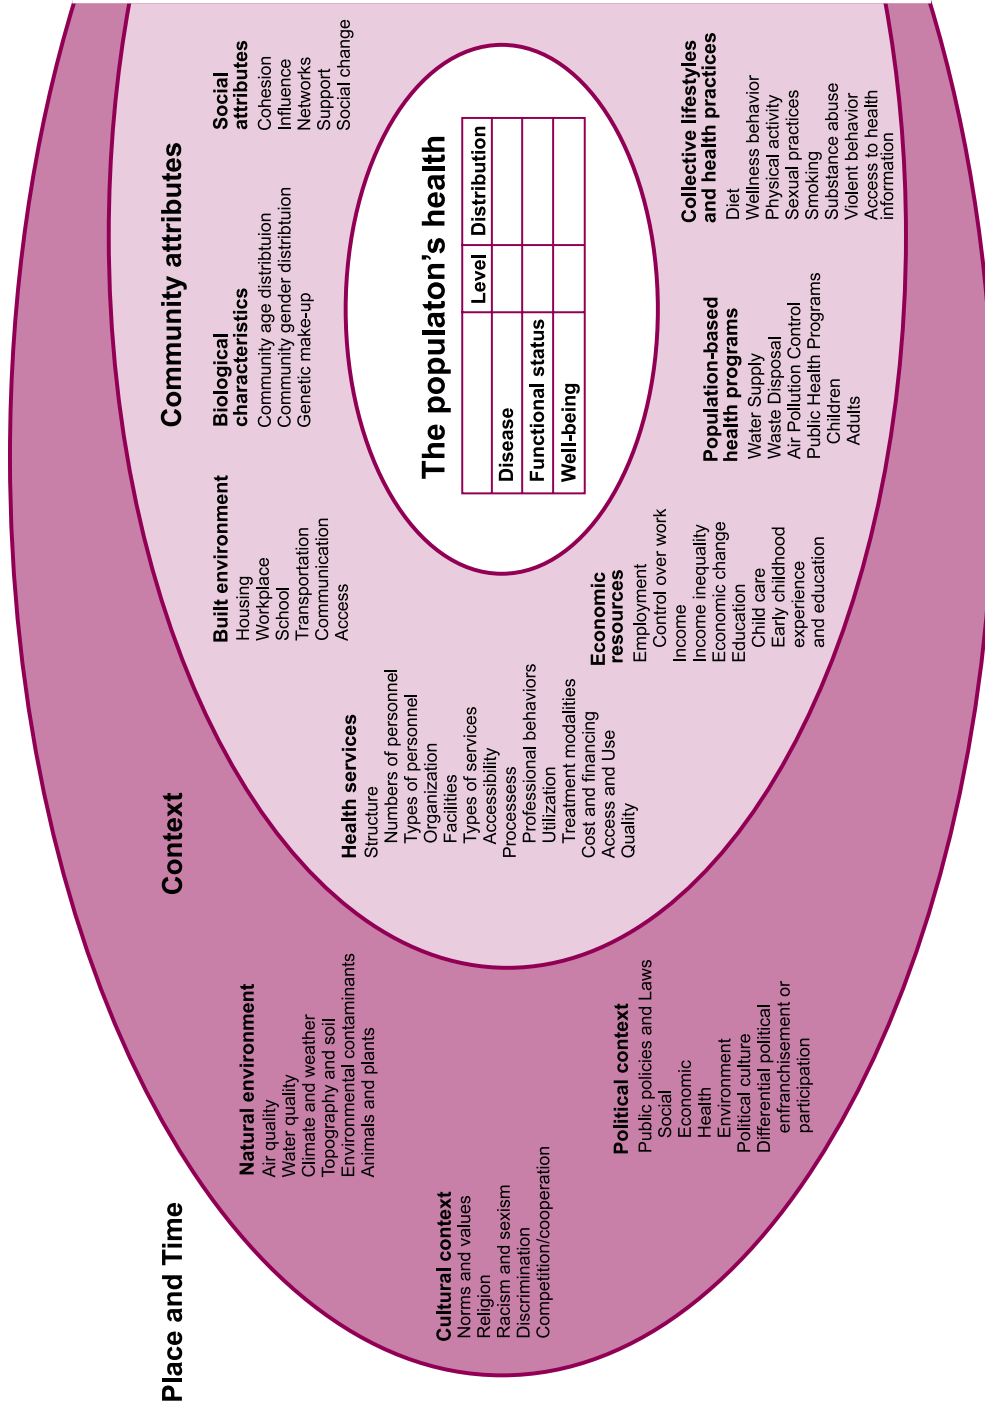 Place and Time
Context
Community attributes
Natural environment
Air quality
Water quality
Climate and weather
Topography and soil
Environmental contaminants
Animals and plants
Cultural context
Norms and values
Religion
Racism and sexism
Discrimination
Competition/cooperation
Political context
Public policies and Laws
Social
Economic
Health
Environment
Political culture
Differential political
enfranchisement or
participation
Health services
Structure
Numbers of personnel
Types of personnel
Organization
Facilities
Types of services
Accessibility
Processess
Professional behaviors
Utilization
Treatment modalities
Cost and financing
Access and Use
Quality
Built environment
Housing
Workplace
School
Transportation
Communication
Access
Biological
characteristics
Community age distribtuion
Community gender distribtuion
Genetic make-up
Social
attributes
Cohesion
Influence
Networks
Support
Social change
The populaton's health
Level Distribution
Disease
Functional status
Well-being
Economic
resources
Employment
Control over work
Income
Income inequality
Economic change
Education
Child care
Early childhood
experience
and education
Population-based
health programs
Water Supply
Waste Disposal
Air Pollution Control
Public Health Programs
Children
Adults
Collective lifestyles
and health practices
Diet
Wellness behavior
Physical activity
Sexual practices
Smoking
Substance abuse
Violent behavior
Access to health
information